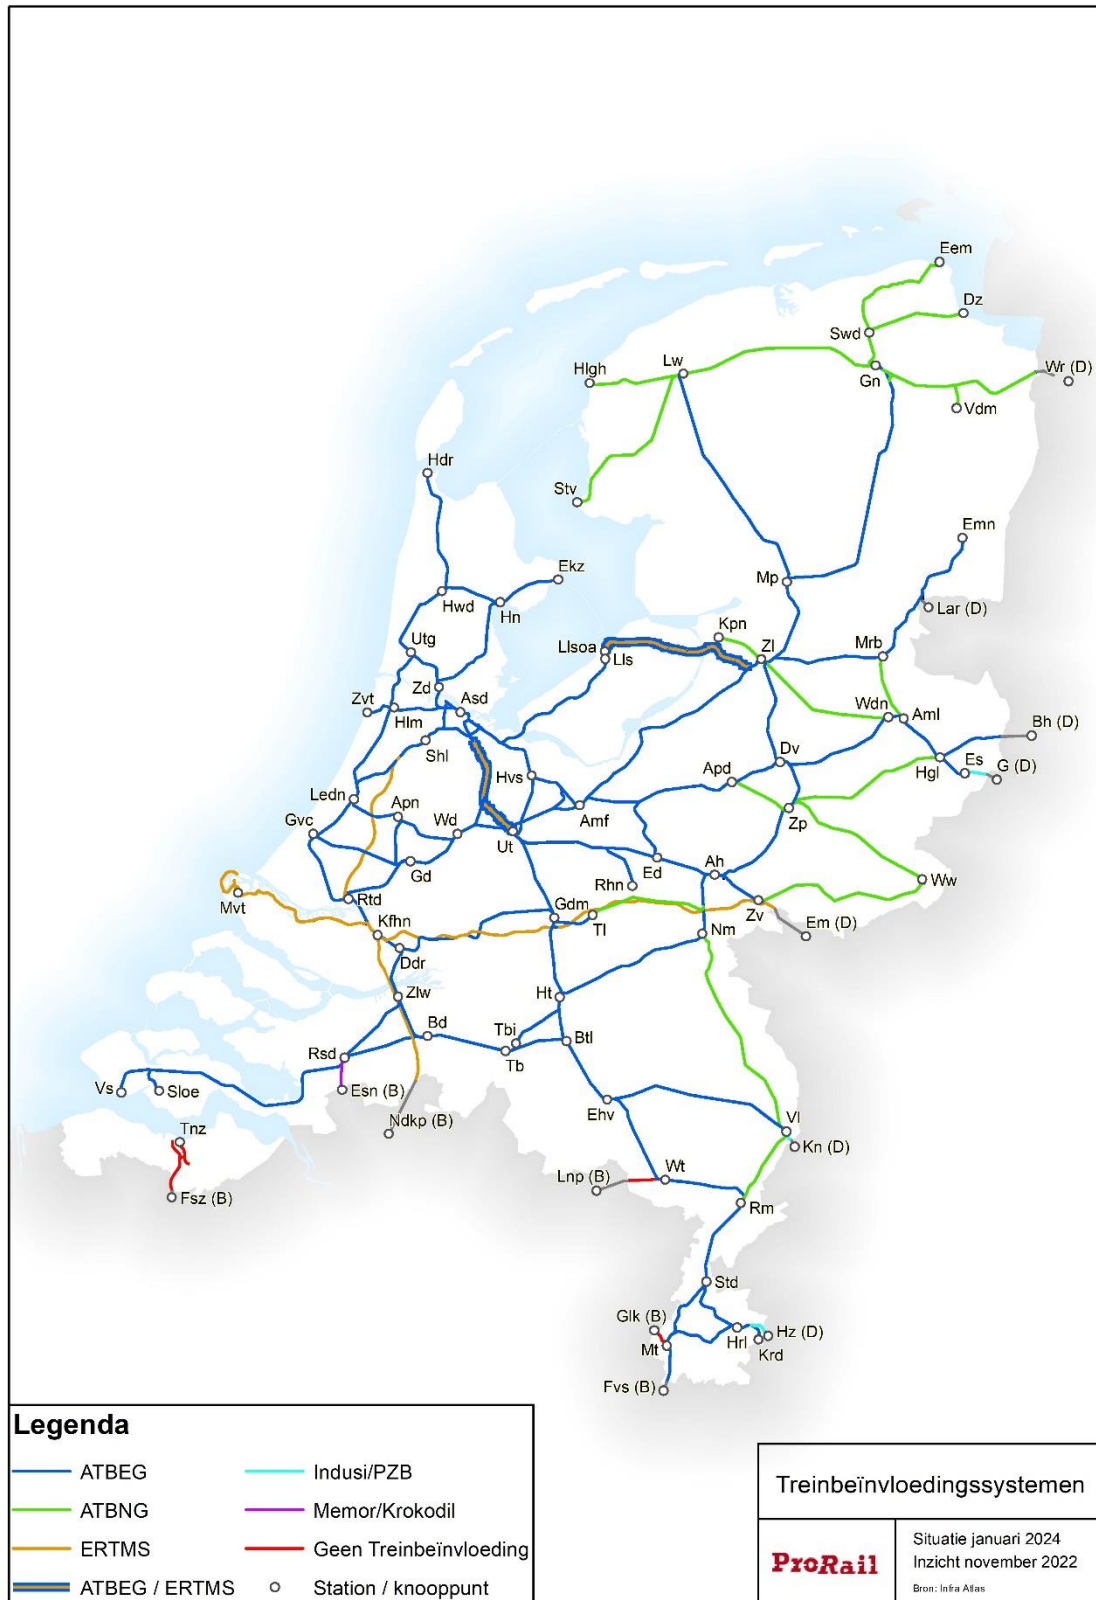 Eem
Dz
Swd
Lw
Hlgh
Gn
Wr (D)
Vdm
Hdr
Stv
Emn
Ekz
Mp
Hwd
Hn
Lar (D)
Kpn
Utg
Llsoa
Zl
Mrb
Lls
Zd
Zvt
Asd
Wdn
Aml
Hlm
Bh (D)
Shl
Dv
Hvs
Apd
Hgl
Es
G (D)
Ledn
Apn
Wd
Amf
Zp
Gvc
Ut
Gd
Ed
Ah
Rhn
Ww
Mvt
Rtd
Gdm
Zv
Kfhn
Tl
Nm
Em (D)
Ddr
Zlw
Ht
Bd
Tbi
Btl
Rsd
Tb
Vs
Sloe
Esn (B)
Ehv
Ndkp (B)
Vl
Tnz
Kn (D)
Lnp (B)
Wt
Fsz (B)
Rm
Std
Glk (B)
Hrl
Hz (D)
Mt
Krd
Fvs (B)
Legenda
ATBEG
ATBNG
ERTMS
ATBEG / ERTMS
Indusi/PZB
Memor/Krokodil
Geen Treinbeïnvloeding
Station / knooppunt
Treinbeïnvloedingssystemen
ProRail
Situatie januari 2024
Inzicht november 2022
Bron: Infra Atlas